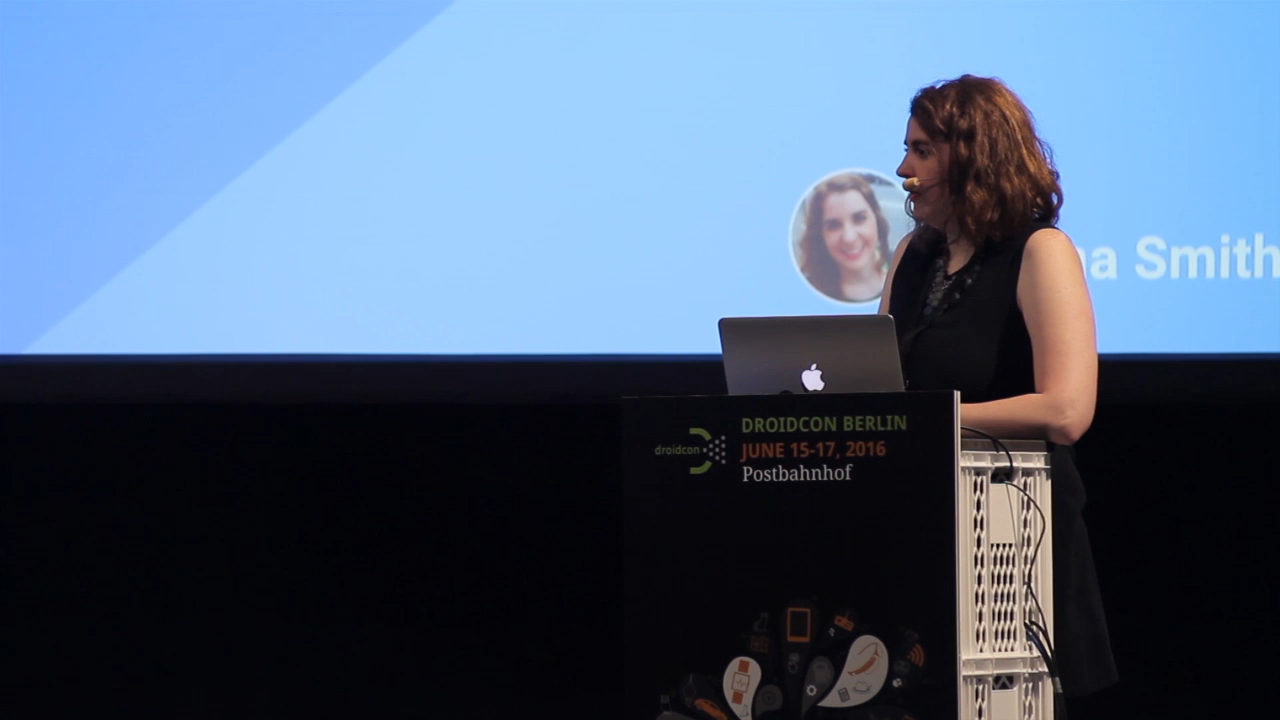 na Smith
droidcon
DROIDCON BERLIN
JUNE 15-17, 2016
Postbahnhof